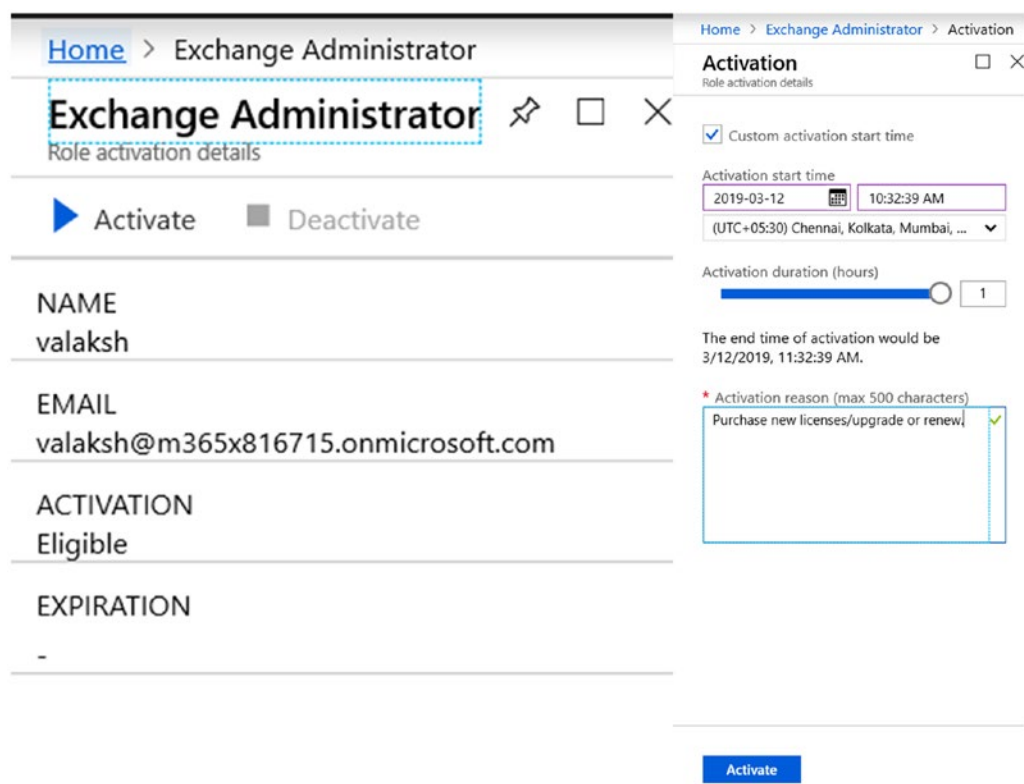 Home > Exchange Administrator
Exchange Administrator
Role activation details
Activate Deactivate
NAME
valaksh
EMAIL
valaksh@m365x816715.onmicrosoft.com
ACTIVATION
Eligible
EXPIRATION
-
Home > Exchange Administrator > Activation
Activation
Role activation details
Custom activation start time
Activation start time
2019-03-12 10:32:39 AM
(UTC+05:30) Chennai, Kolkata, Mumbai, ...
Activation duration (hours)
1
The end time of activation would be
3/12/2019, 11:32:39 AM.
* Activation reason (max 500 characters)
Purchase new licenses/upgrade or renew.
Activate